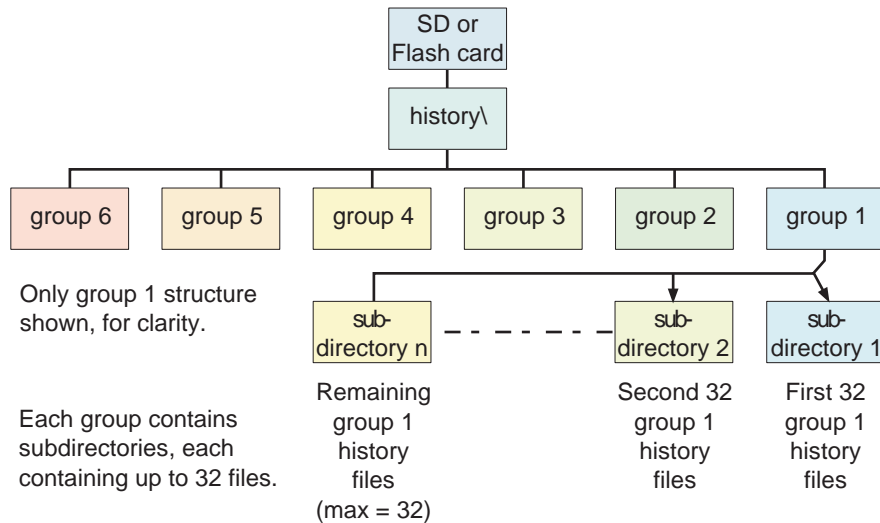 SD or
Flash card
history\
group 6
group 5
group 4
group 3
group 2
group 1
Only group 1 structure
shown, for clarity.
sub-
directory n
sub-
directory 2
sub-
directory 1
Each group contains
subdirectories, each
containing up to 32 files.
Remaining
group 1
history
files
(max = 32)
Second 32
group 1
history
files
First 32
group 1
history
files